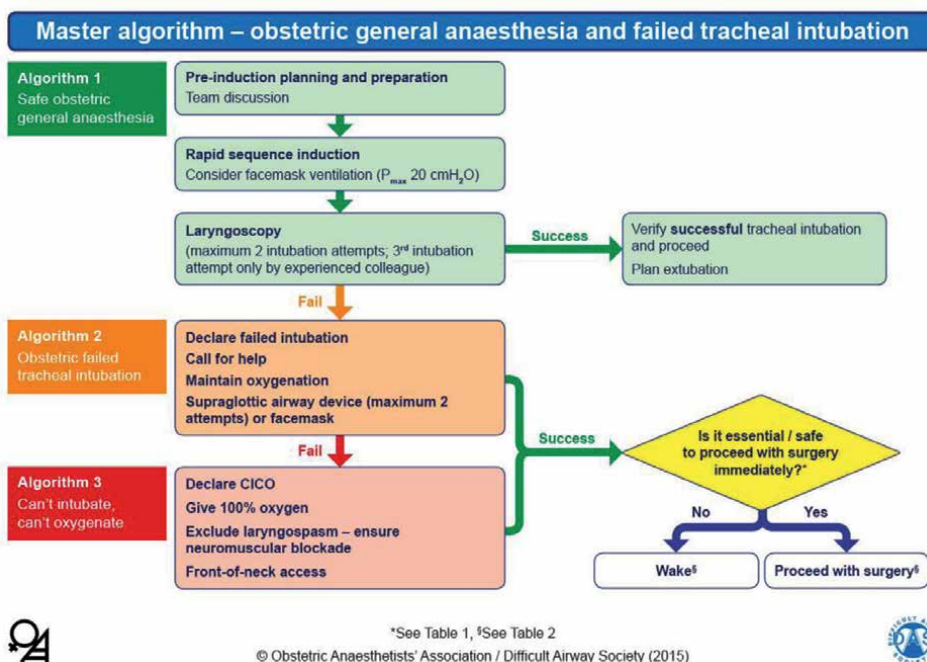 Master algorithm – obstetric general anaesthesia and failed tracheal intubation
Algorithm 1
Safe obstetric
general anaesthesia
Pre-induction planning and preparation
Team discussion
Rapid sequence induction
Consider facemask ventilation (Pmax 20 cmH2O)
Laryngoscopy
(maximum 2 intubation attempts; 3rd intubation
attempt only by experienced colleague)
Success
Verify successful tracheal intubation
and proceed
Plan extubation
Fail
Algorithm 2
Obstetric failed
tracheal intubation
Declare failed intubation
Call for help
Maintain oxygenation
Supraglottic airway device (maximum 2
attempts) or facemask
Success
Is it essential / safe
to proceed with surgery
immediately?*
Fail
Algorithm 3
Can't intubate,
can't oxygenate
Declare CICO
Give 100% oxygen
Exclude laryngospasm – ensure
neuromuscular blockade
Front-of-neck access
No
Yes
Wake§
Proceed with surgery§
*See Table 1, §See Table 2
© Obstetric Anaesthetists' Association / Difficult Airway Society (2015)